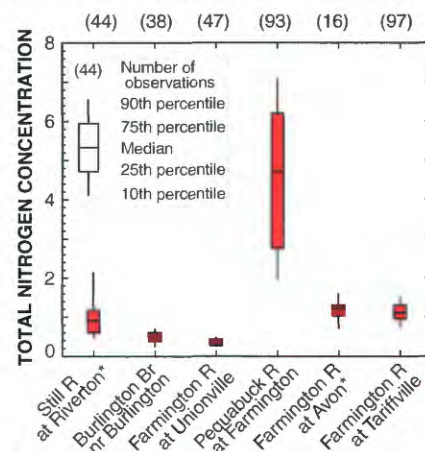 (44) (38) (47) (93) (16) (97)
TOTAL NITROGEN CONCENTRATION
8
6
4
2
0
(44) Number of
observations
90th percentile
75th percentile
Median
25th percentile
10th percentile
Still R
at Riverton*
Burlington Br
nr Burlington
Farmington R
at Unionville
Pequabuck R
at Farmington
Farmington R
at Avon*
Farmington R
at Tariffville